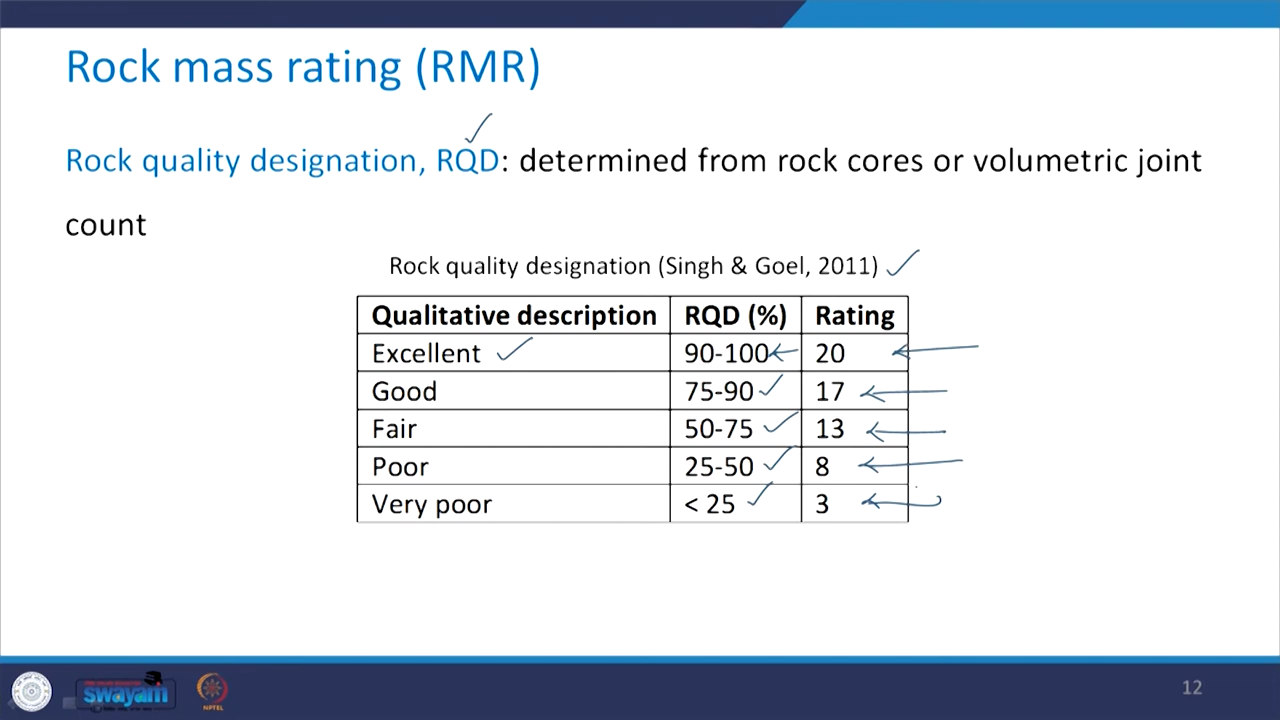 Rock mass rating (RMR)
Rock quality designation, RQD: determined from rock cores or volumetric joint
count
Rock quality designation (Singh & Goel, 2011)
Qualitative description RQD (%) Rating
Excellent 90-100 20
Good 75-90 17
Fair 50-75 13
Poor 25-50 8
Very poor < 25 3
swayam
NPTEL
12